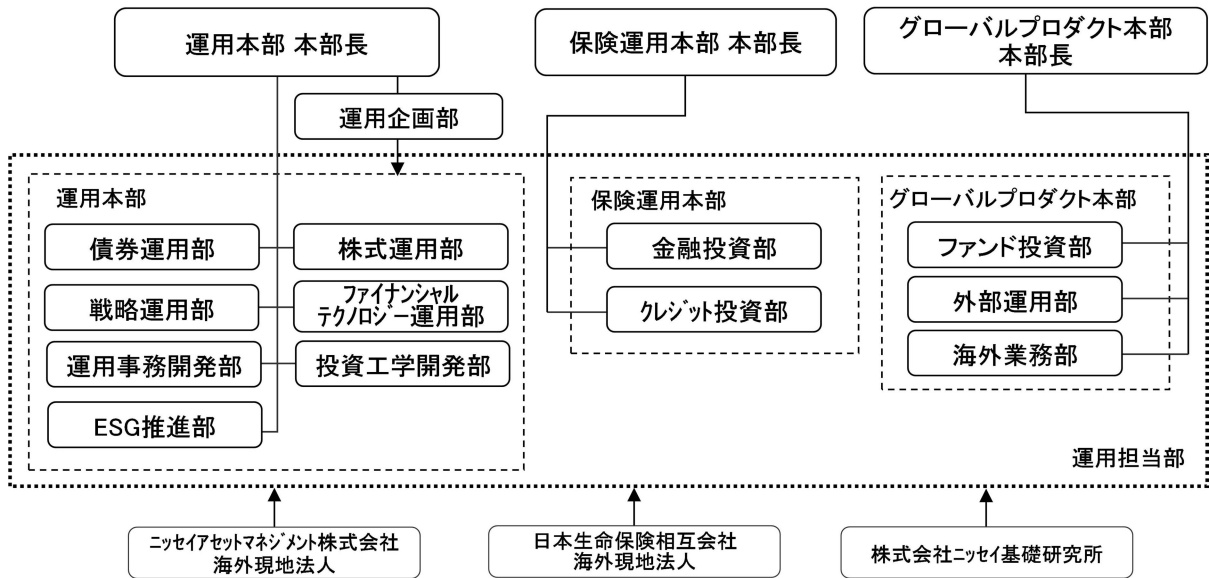 運用本部 本部長
保険運用本部 本部長
グローバルプロダクト本部
本部長
運用企画部
運用本部
債券運用部
株式運用部
戦略運用部
ファイナンシャル
テクノロジー運用部
運用事務開発部
投資工学開発部
ESG推進部
保険運用本部
金融投資部
クレジット投資部
グローバルプロダクト本部
ファンド投資部
外部運用部
海外業務部
運用担当部
ニッセイアセットマネジメント株式会社
海外現地法人
日本生命保険相互会社
海外現地法人
株式会社ニッセイ基礎研究所